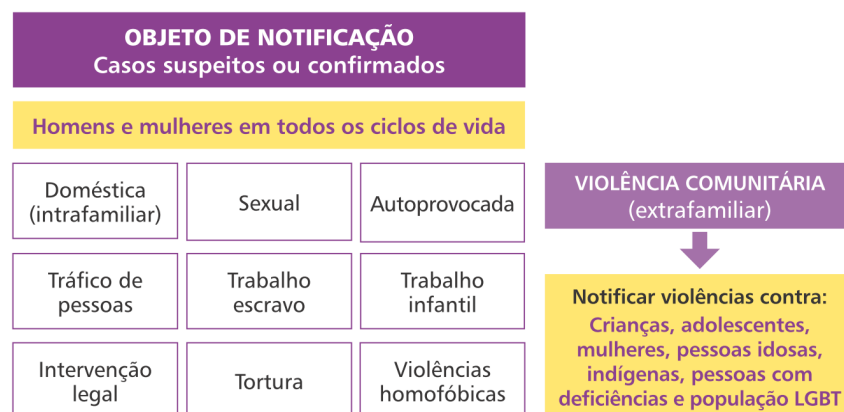 OBJETO DE NOTIFICAÇÃO
Casos suspeitos ou confirmados
Homens e mulheres em todos os ciclos de vida
Doméstica
(intrafamiliar)
Sexual
Autoprovocada
Tráfico de
pessoas
Trabalho
escravo
Trabalho
infantil
Intervenção
legal
Tortura
Violências
homofóbicas
VIOLÊNCIA COMUNITÁRIA
(extrafamiliar)
Notificar violências contra:
Crianças, adolescentes,
mulheres, pessoas idosas,
indígenas, pessoas com
deficiências e população LGBT